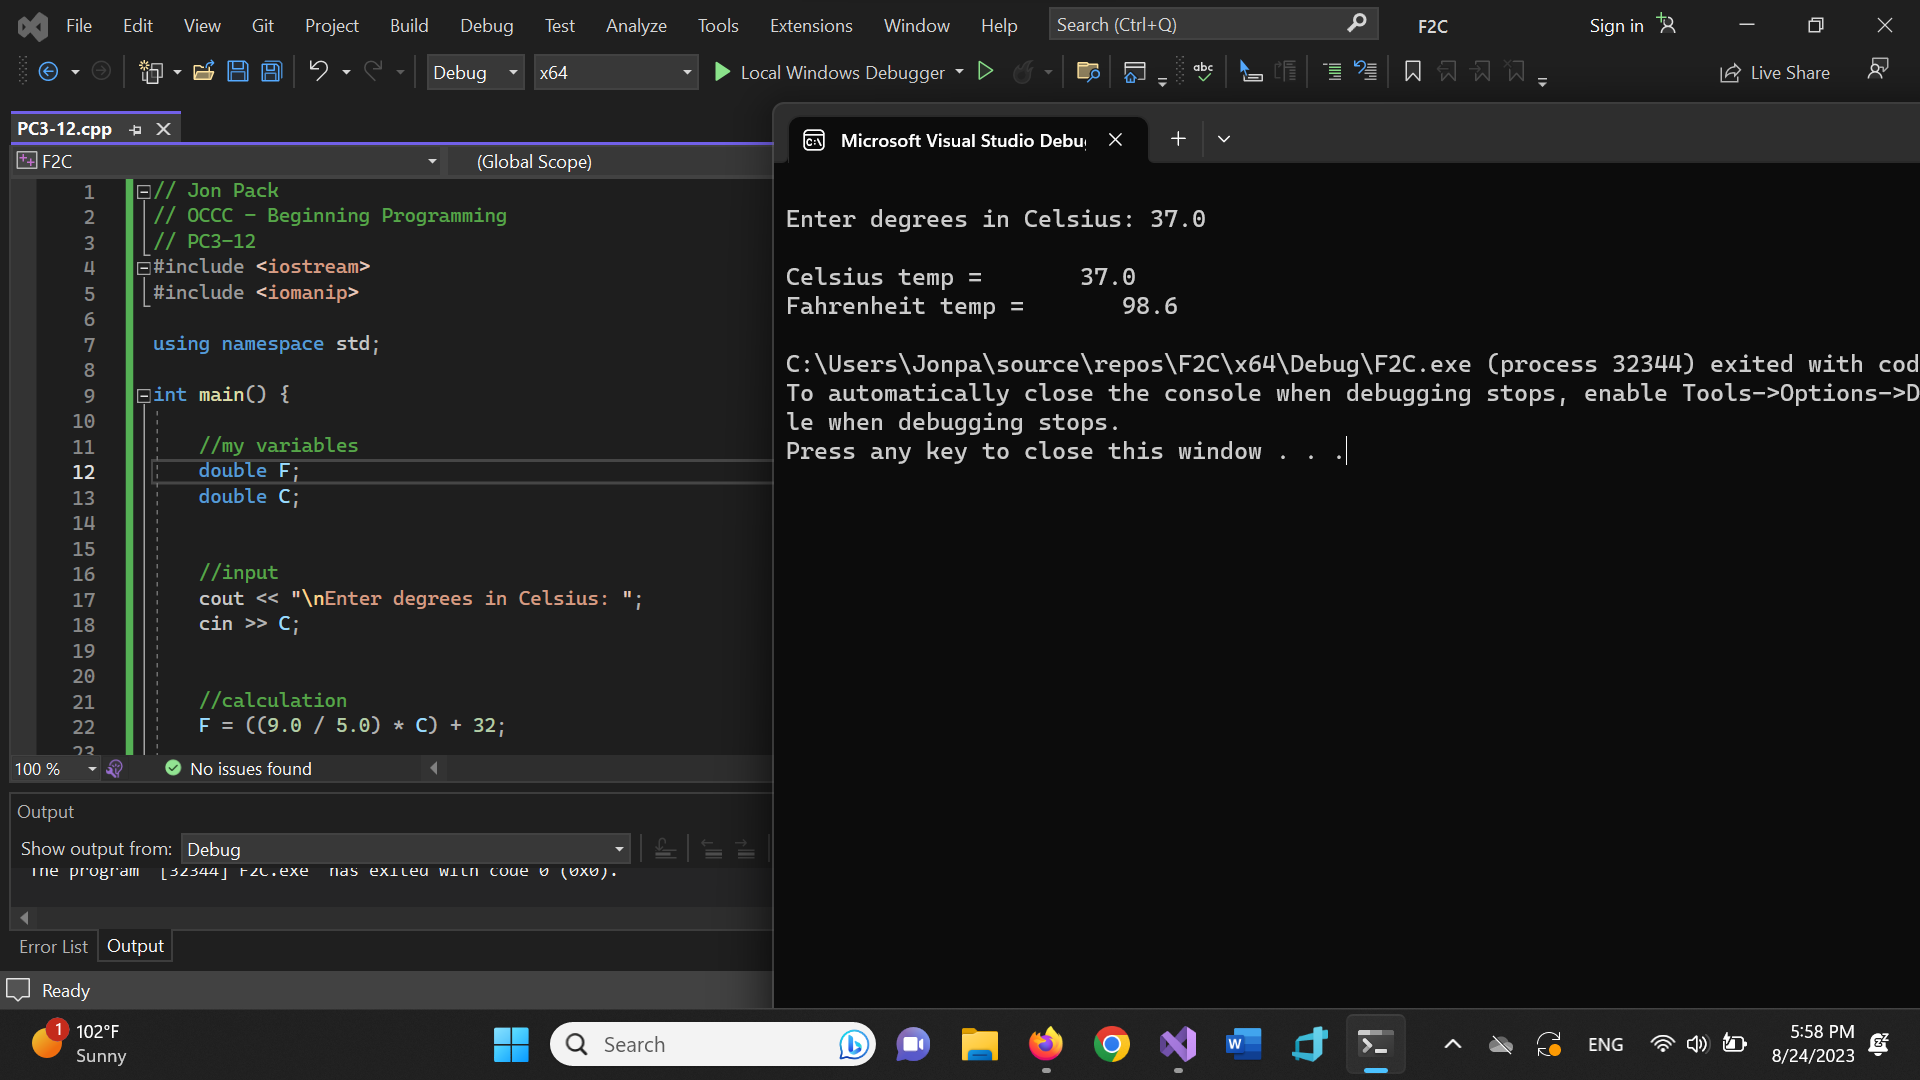 File Edit View Git Project Build Debug Test Analyze Tools Extensions Window Help Search (Ctrl+Q) F2C Sign in
Debug x64 Local Windows Debugger Live Share
PC3-12.cpp
F2C (Global Scope)
1 // Jon Pack
2 // OCCC - Beginning Programming
3 // PC3-12
4 #include <iostream>
5 #include <iomanip>
6
7 using namespace std;
8
9 int main() {
10
11 //my variables
12 double F;
13 double C;
14
15
16 //input
17 cout << "\nEnter degrees in Celsius: ";
18 cin >> C;
19
20
21 //calculation
22 F = ((9.0 / 5.0) * C) + 32;
23
100 % No issues found
Output
Show output from: Debug
The program '[32344] F2C.exe' has exited with code 0 (0x0).
Error List Output
Ready
Microsoft Visual Studio Debu
Enter degrees in Celsius: 37.0
Celsius temp = 37.0
Fahrenheit temp = 98.6
C:\Users\Jonpa\source\repos\F2C\x64\Debug\F2C.exe (process 32344) exited with cod
To automatically close the console when debugging stops, enable Tools->Options->D
le when debugging stops.
Press any key to close this window . . .
1 102°F
Sunny
Search
ENG
5:58 PM
8/24/2023